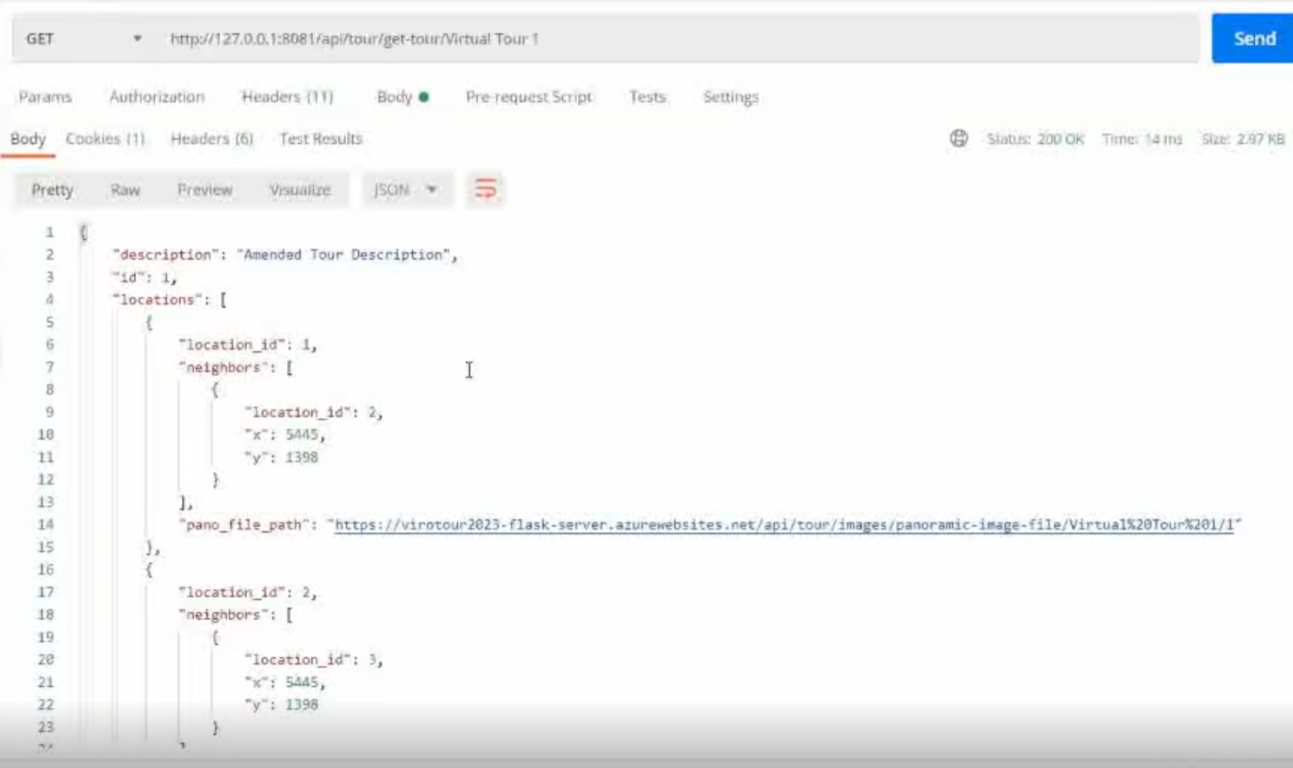 GET http://127.0.0.1:8081/api/tour/get-tour/Virtual Tour 1 Send
Params Authorization Headers (11) Body Pre-request Script Tests Settings
Body Cookies (1) Headers (6) Test Results Status: 200 OK Time: 14 ms Size: 2.97 KB
Pretty Raw Preview Visualize JSON
1 {
2 "description": "Amended Tour Description",
3 "id": 1,
4 "locations": [
5 {
6 "location_id": 1,
7 "neighbors": [
8 {
9 "location_id": 2,
10 "x": 5445,
11 "y": 1398
12 }
13 ],
14 "pano_file_path": "https://virotour2023-flask-server.azurewebsites.net/api/tour/images/panoramic-image-file/Virtual%20Tour%201/1"
15 },
16 {
17 "location_id": 2,
18 "neighbors": [
19 {
20 "location_id": 3,
21 "x": 5445,
22 "y": 1398
23 }